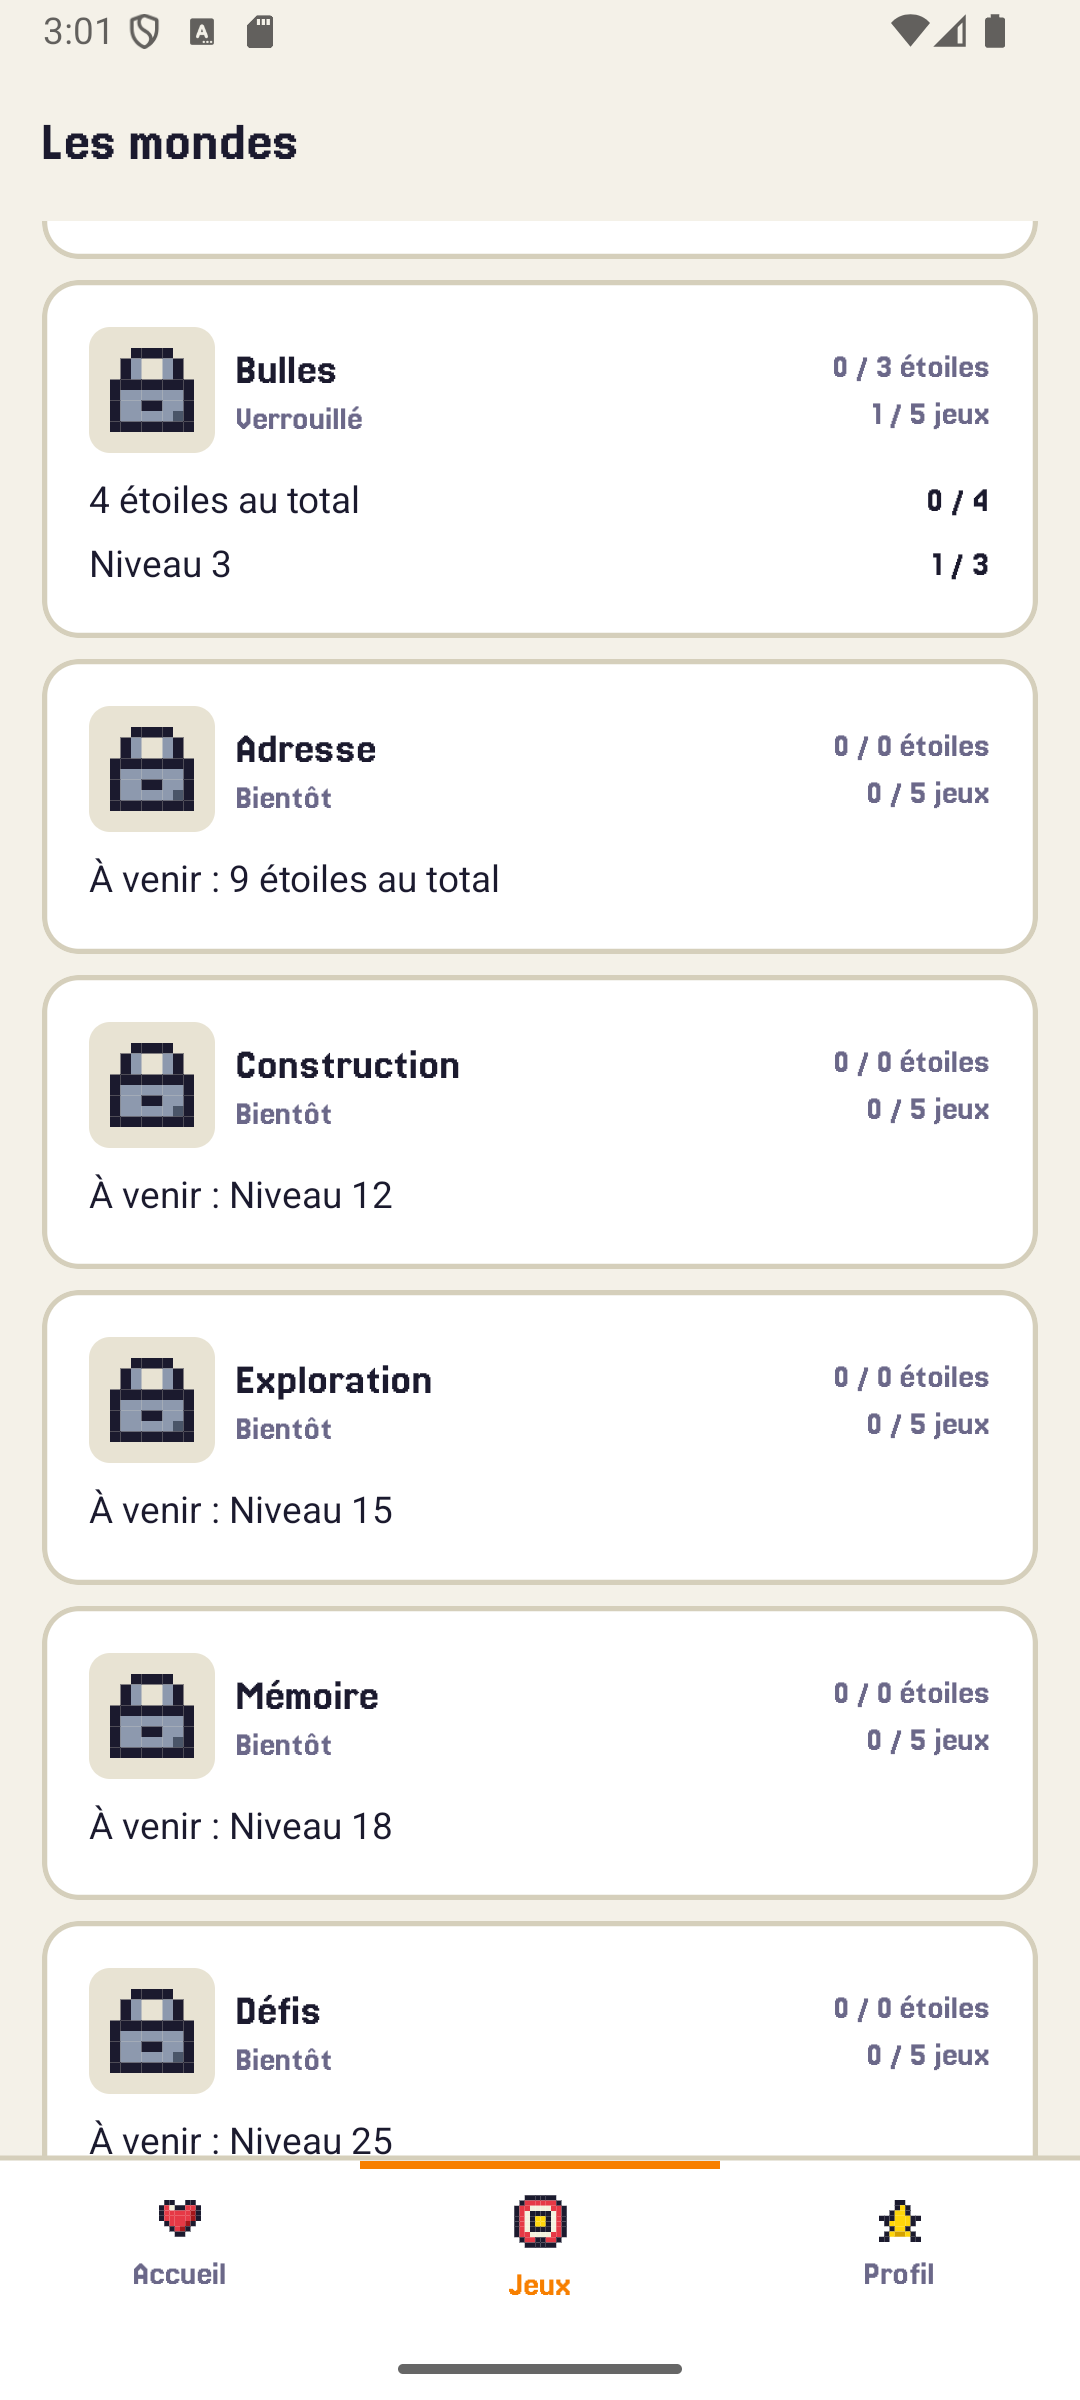 3:01
Les mondes
Bulles
Verrouillé
0 / 3 étoiles
1 / 5 jeux
4 étoiles au total
0 / 4
Niveau 3
1 / 3
Adresse
Bientôt
0 / 0 étoiles
0 / 5 jeux
À venir : 9 étoiles au total
Construction
Bientôt
0 / 0 étoiles
0 / 5 jeux
À venir : Niveau 12
Exploration
Bientôt
0 / 0 étoiles
0 / 5 jeux
À venir : Niveau 15
Mémoire
Bientôt
0 / 0 étoiles
0 / 5 jeux
À venir : Niveau 18
Défis
Bientôt
0 / 0 étoiles
0 / 5 jeux
À venir : Niveau 25
Accueil
Jeux
Profil